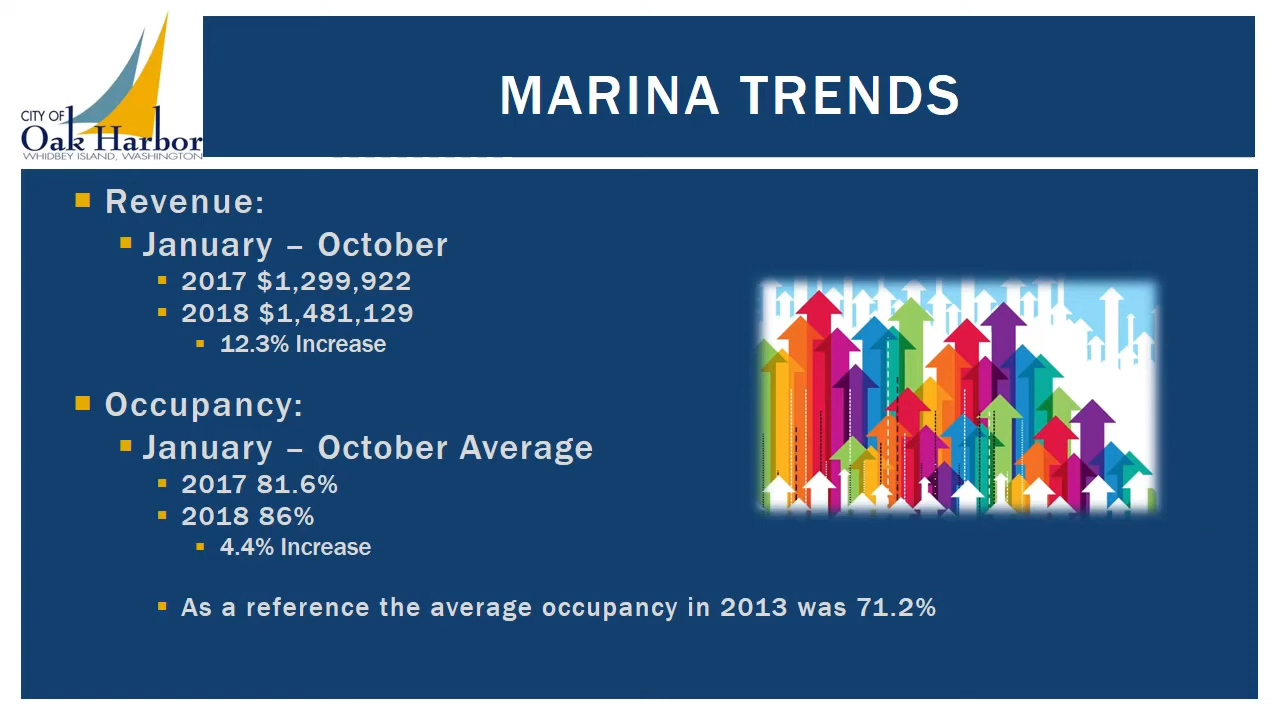 CITY OF
Oak Harbor
WHIDBEY ISLAND, WASHINGTON
MARINA TRENDS
Revenue:
January – October
2017 $1,299,922
2018 $1,481,129
12.3% Increase
Occupancy:
January – October Average
2017 81.6%
2018 86%
4.4% Increase
As a reference the average occupancy in 2013 was 71.2%